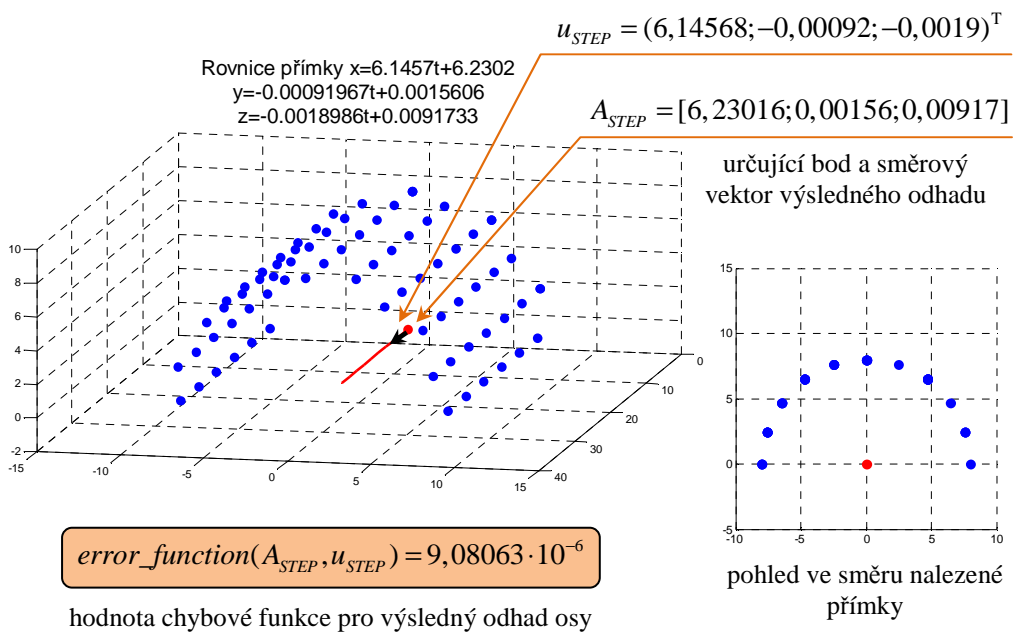 u_STEP = (6,14568;−0,00092;−0,0019)^T
Rovnice přímky x=6.1457t+6.2302
y=-0.00091967t+0.0015606
z=-0.0018986t+0.0091733
A_STEP = [6,23016;0,00156;0,00917]
určující bod a směrový
vektor výsledného odhadu
10
8
6
4
2
0
-2
-15
-10
-5
0
5
10
15
40
30
20
10
0
15
10
5
0
-5
-10
-5
0
5
10
error_function(A_STEP,u_STEP) = 9,08063·10^−6
pohled ve směru nalezené
přímky
hodnota chybové funkce pro výsledný odhad osy